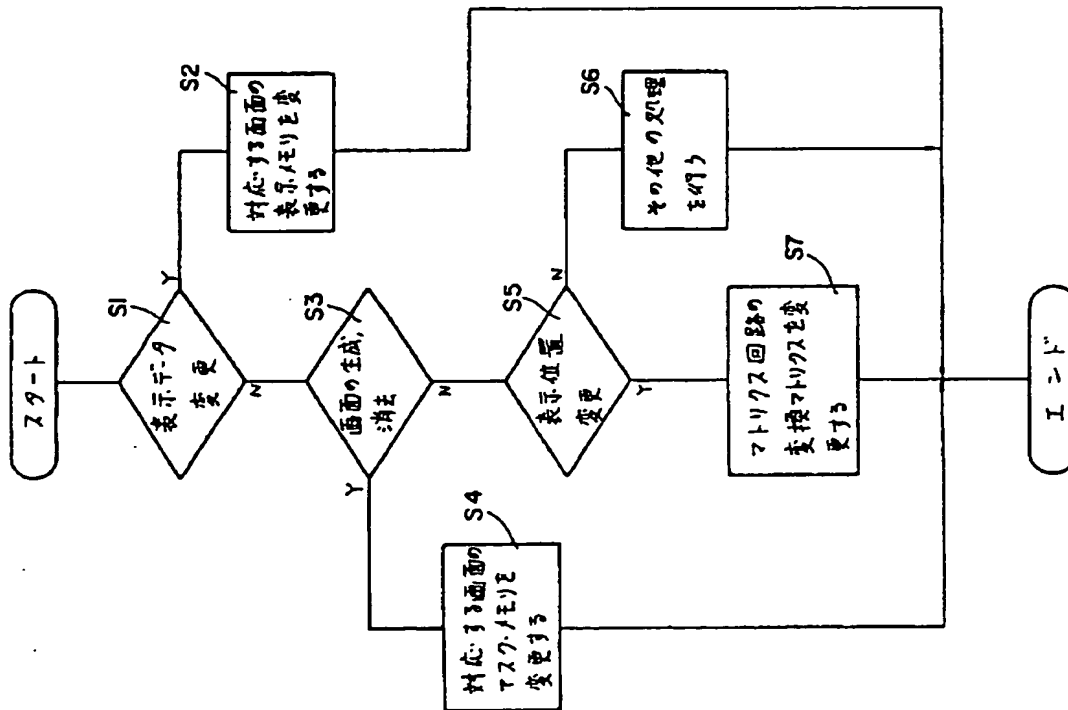 スタート
S1
表示データ
変更
Y
N
S2
対応する画面の
表示メモリを変
更する
S3
画面の生成,
消去
Y
N
S4
対応する画面の
マスク・メモリを
変更する
S5
表示位置
変更
N
Y
S6
その他の処理
を行う
S7
マトリクス回路の
変換マトリクスを変
更する
エンド